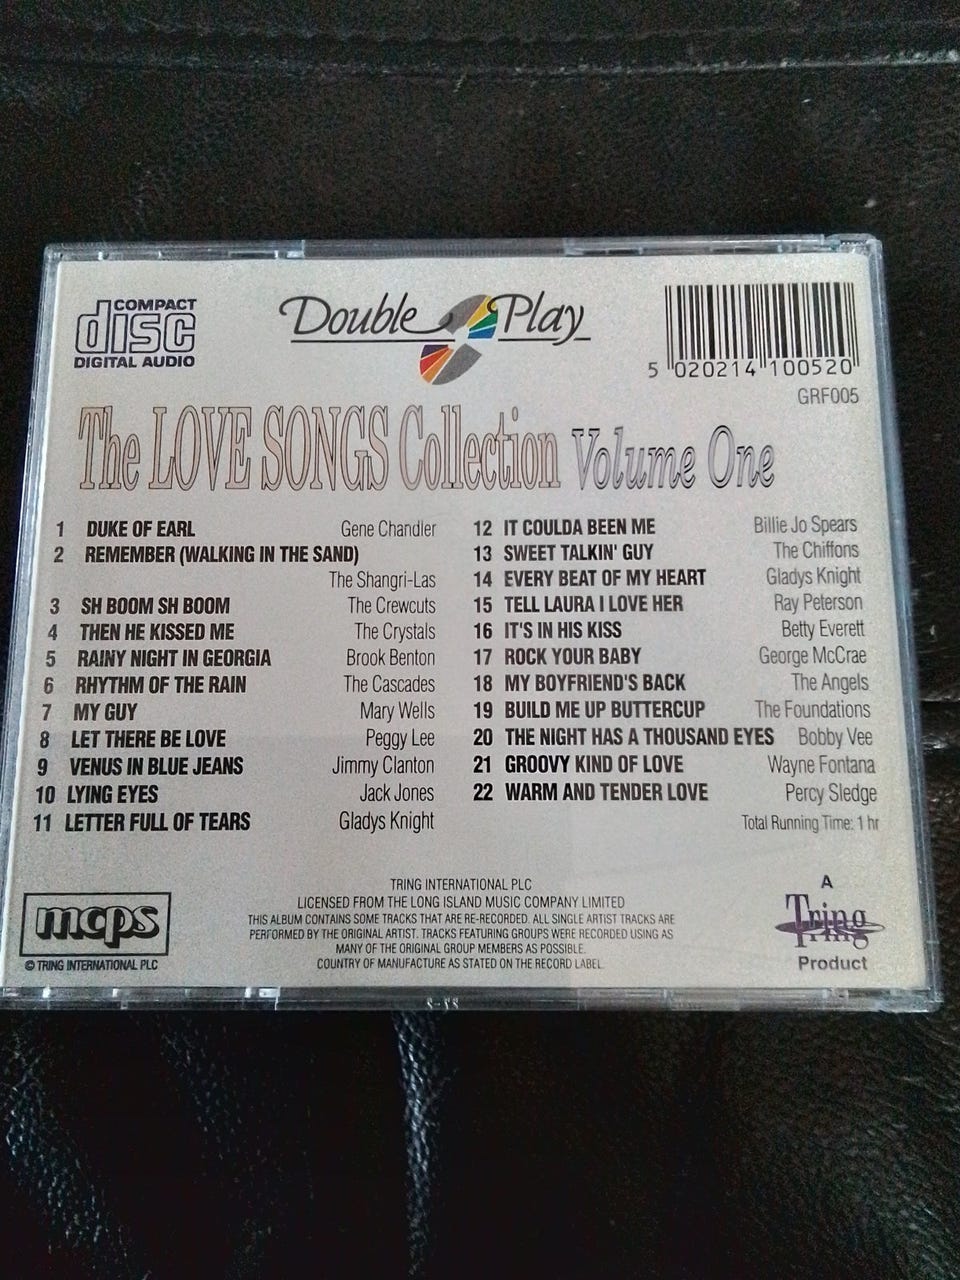 COMPACT
disc
DIGITAL AUDIO
Double Play
5 020214 100520
GRF005
The LOVE SONGS Collection Volume One
1 DUKE OF EARL Gene Chandler
2 REMEMBER (WALKING IN THE SAND)
The Shangri-Las
3 SH BOOM SH BOOM The Crewcuts
4 THEN HE KISSED ME The Crystals
5 RAINY NIGHT IN GEORGIA Brook Benton
6 RHYTHM OF THE RAIN The Cascades
7 MY GUY Mary Wells
8 LET THERE BE LOVE Peggy Lee
9 VENUS IN BLUE JEANS Jimmy Clanton
10 LYING EYES Jack Jones
11 LETTER FULL OF TEARS Gladys Knight
12 IT COULDA BEEN ME Billie Jo Spears
13 SWEET TALKIN' GUY The Chiffons
14 EVERY BEAT OF MY HEART Gladys Knight
15 TELL LAURA I LOVE HER Ray Peterson
16 IT'S IN HIS KISS Betty Everett
17 ROCK YOUR BABY George McCrae
18 MY BOYFRIEND'S BACK The Angels
19 BUILD ME UP BUTTERCUP The Foundations
20 THE NIGHT HAS A THOUSAND EYES Bobby Vee
21 GROOVY KIND OF LOVE Wayne Fontana
22 WARM AND TENDER LOVE Percy Sledge
Total Running Time: 1 hr
mcps
© TRING INTERNATIONAL PLC
TRING INTERNATIONAL PLC
LICENSED FROM THE LONG ISLAND MUSIC COMPANY LIMITED
THIS ALBUM CONTAINS SOME TRACKS THAT ARE RE-RECORDED. ALL SINGLE ARTIST TRACKS ARE
PERFORMED BY THE ORIGINAL ARTIST. TRACKS FEATURING GROUPS WERE RECORDED USING AS
MANY OF THE ORIGINAL GROUP MEMBERS AS POSSIBLE.
COUNTRY OF MANUFACTURE AS STATED ON THE RECORD LABEL.
A
Tring
Product